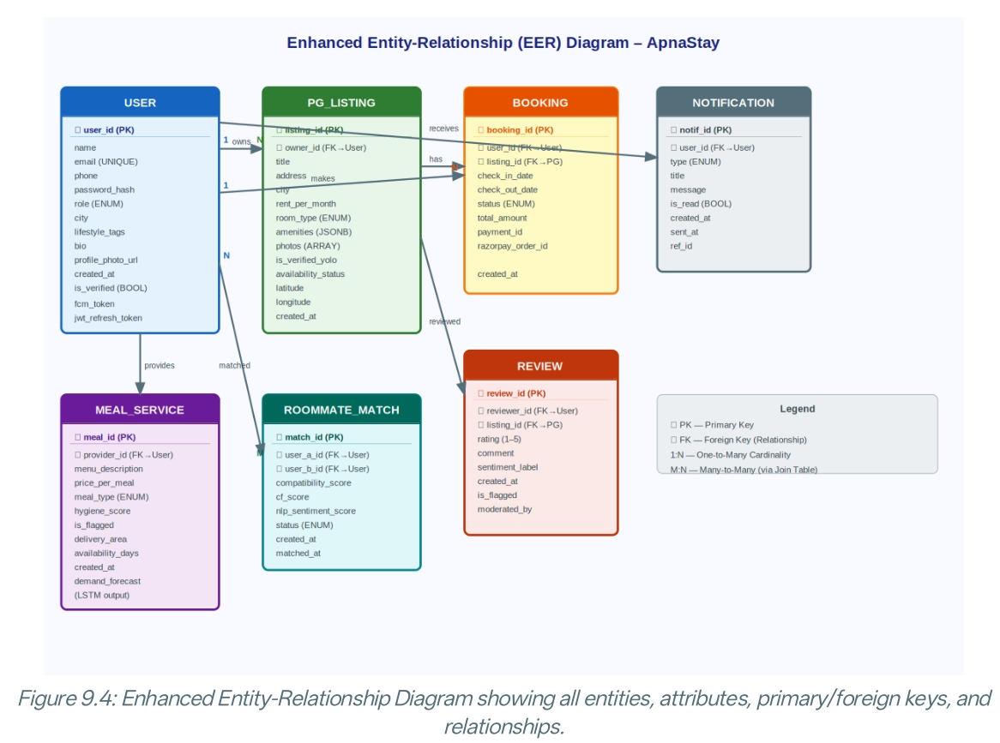 Enhanced Entity-Relationship (EER) Diagram – ApnaStay
USER
▯ user_id (PK)
name
email (UNIQUE)
phone
password_hash
role (ENUM)
city
lifestyle_tags
bio
profile_photo_url
created_at
is_verified (BOOL)
fcm_token
jwt_refresh_token
1 owns N
1
makes
N
PG_LISTING
▯ listing_id (PK)
▯ owner_id (FK→User)
title
address
city
rent_per_month
room_type (ENUM)
amenities (JSONB)
photos (ARRAY)
is_verified_yolo
availability_status
latitude
longitude
created_at
receives
has
reviewed
BOOKING
▯ booking_id (PK)
▯ user_id (FK→User)
▯ listing_id (FK→PG)
check_in_date
check_out_date
status (ENUM)
total_amount
payment_id
razorpay_order_id
created_at
NOTIFICATION
▯ notif_id (PK)
▯ user_id (FK→User)
type (ENUM)
title
message
is_read (BOOL)
created_at
sent_at
ref_id
provides
matched
MEAL_SERVICE
▯ meal_id (PK)
▯ provider_id (FK→User)
menu_description
price_per_meal
meal_type (ENUM)
hygiene_score
is_flagged
delivery_area
availability_days
created_at
demand_forecast
(LSTM output)
ROOMMATE_MATCH
▯ match_id (PK)
▯ user_a_id (FK→User)
▯ user_b_id (FK→User)
compatibility_score
cf_score
nlp_sentiment_score
status (ENUM)
created_at
matched_at
REVIEW
▯ review_id (PK)
▯ reviewer_id (FK→User)
▯ listing_id (FK→PG)
rating (1–5)
comment
sentiment_label
created_at
is_flagged
moderated_by
Legend
▯ PK — Primary Key
▯ FK — Foreign Key (Relationship)
1:N — One-to-Many Cardinality
M:N — Many-to-Many (via Join Table)
Figure 9.4: Enhanced Entity-Relationship Diagram showing all entities, attributes, primary/foreign keys, and
relationships.